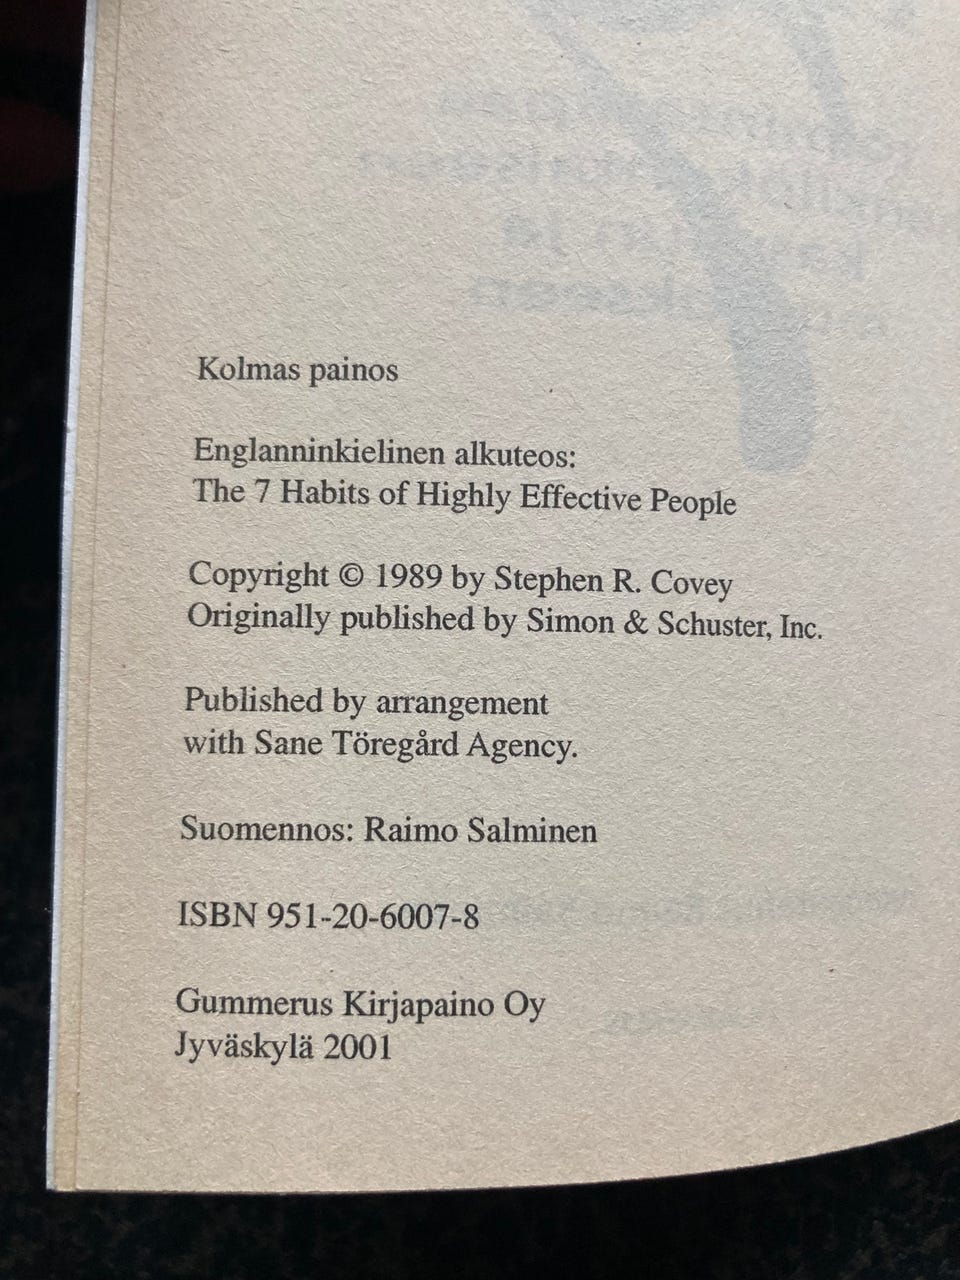 Kolmas painos
Englanninkielinen alkuteos:
The 7 Habits of Highly Effective People
Copyright © 1989 by Stephen R. Covey
Originally published by Simon & Schuster, Inc.
Published by arrangement
with Sane Töregård Agency.
Suomennos: Raimo Salminen
ISBN 951-20-6007-8
Gummerus Kirjapaino Oy
Jyväskylä 2001